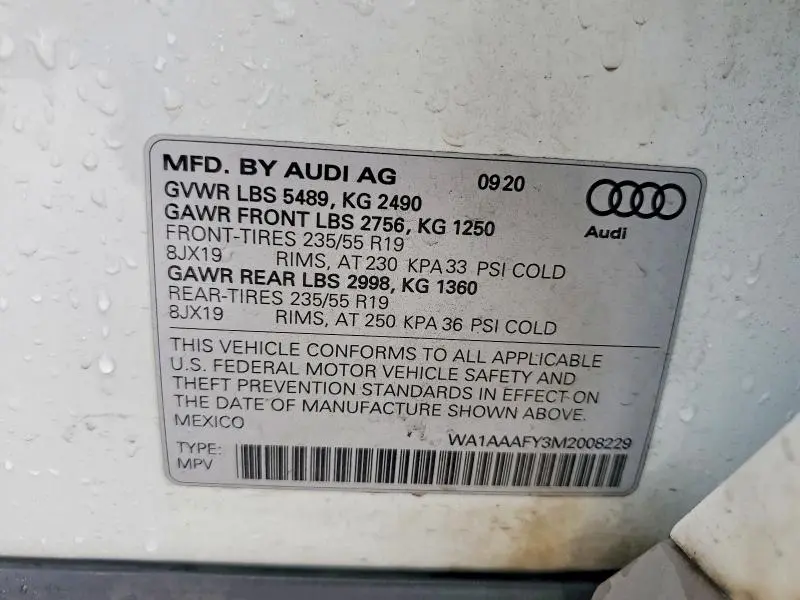 MFD. BY AUDI AG 0920
GVWR LBS 5489, KG 2490
GAWR FRONT LBS 2756, KG 1250
Audi
FRONT-TIRES 235/55 R19
8JX19 RIMS, AT 230 KPA 33 PSI COLD
GAWR REAR LBS 2998, KG 1360
REAR-TIRES 235/55 R19
8JX19 RIMS, AT 250 KPA 36 PSI COLD
THIS VEHICLE CONFORMS TO ALL APPLICABLE
U.S. FEDERAL MOTOR VEHICLE SAFETY AND
THEFT PREVENTION STANDARDS IN EFFECT ON
THE DATE OF MANUFACTURE SHOWN ABOVE.
MEXICO
WA1AAAFY3M2008229
TYPE:
MPV